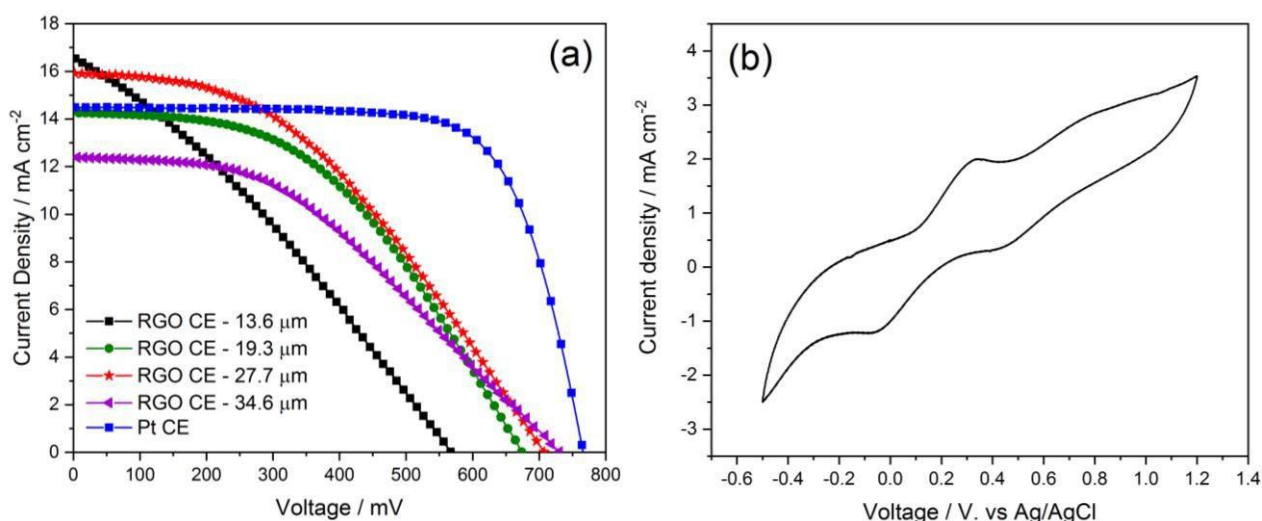 (a)
18
16
14
12
10
8
6
4
2
0
Current Density / mA cm-2
RGO CE - 13.6 μm
RGO CE - 19.3 μm
RGO CE - 27.7 μm
RGO CE - 34.6 μm
Pt CE
0 100 200 300 400 500 600 700 800
Voltage / mV
(b)
4
3
2
1
0
-1
-2
-3
Current density / mA cm-2
-0.6 -0.4 -0.2 0.0 0.2 0.4 0.6 0.8 1.0 1.2 1.4
Voltage / V. vs Ag/AgCl